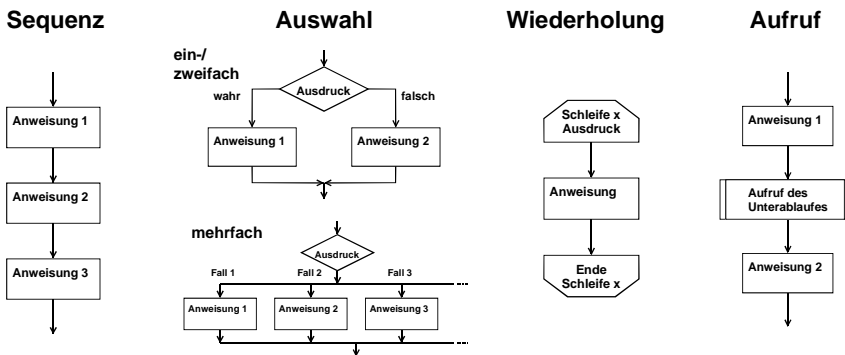 Sequenz
Auswahl
Wiederholung
Aufruf
Anweisung 1
Anweisung 2
Anweisung 3
ein-/
zweifach
Ausdruck
wahr
falsch
Anweisung 1
Anweisung 2
mehrfach
Ausdruck
Fall 1
Fall 2
Fall 3
Anweisung 1
Anweisung 2
Anweisung 3
Schleife x
Ausdruck
Anweisung
Ende
Schleife x
Anweisung 1
Aufruf des
Unterablaufes
Anweisung 2